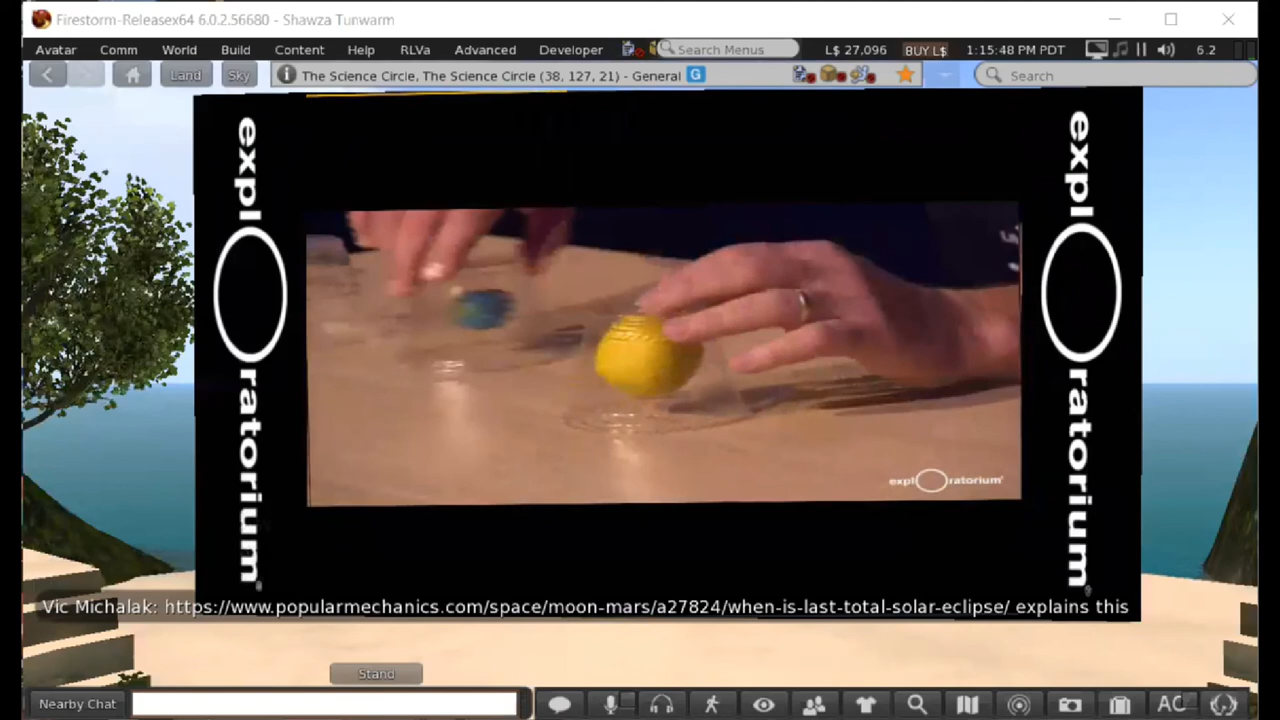 Firestorm-Releasex64 6.0.2.56680 - Shawza Tunwarm
Avatar Comm World Build Content Help RLVa Advanced Developer Search Menus L$ 27,096 BUY L$ 1:15:48 PM PDT 6.2
Land Sky The Science Circle, The Science Circle (38, 127, 21) - General G Search
explOratorium
explOratorium
explOratorium
Vic Michalak: https://www.popularmechanics.com/space/moon-mars/a27824/when-is-last-total-solar-eclipse/ explains this
Stand
Nearby Chat AC